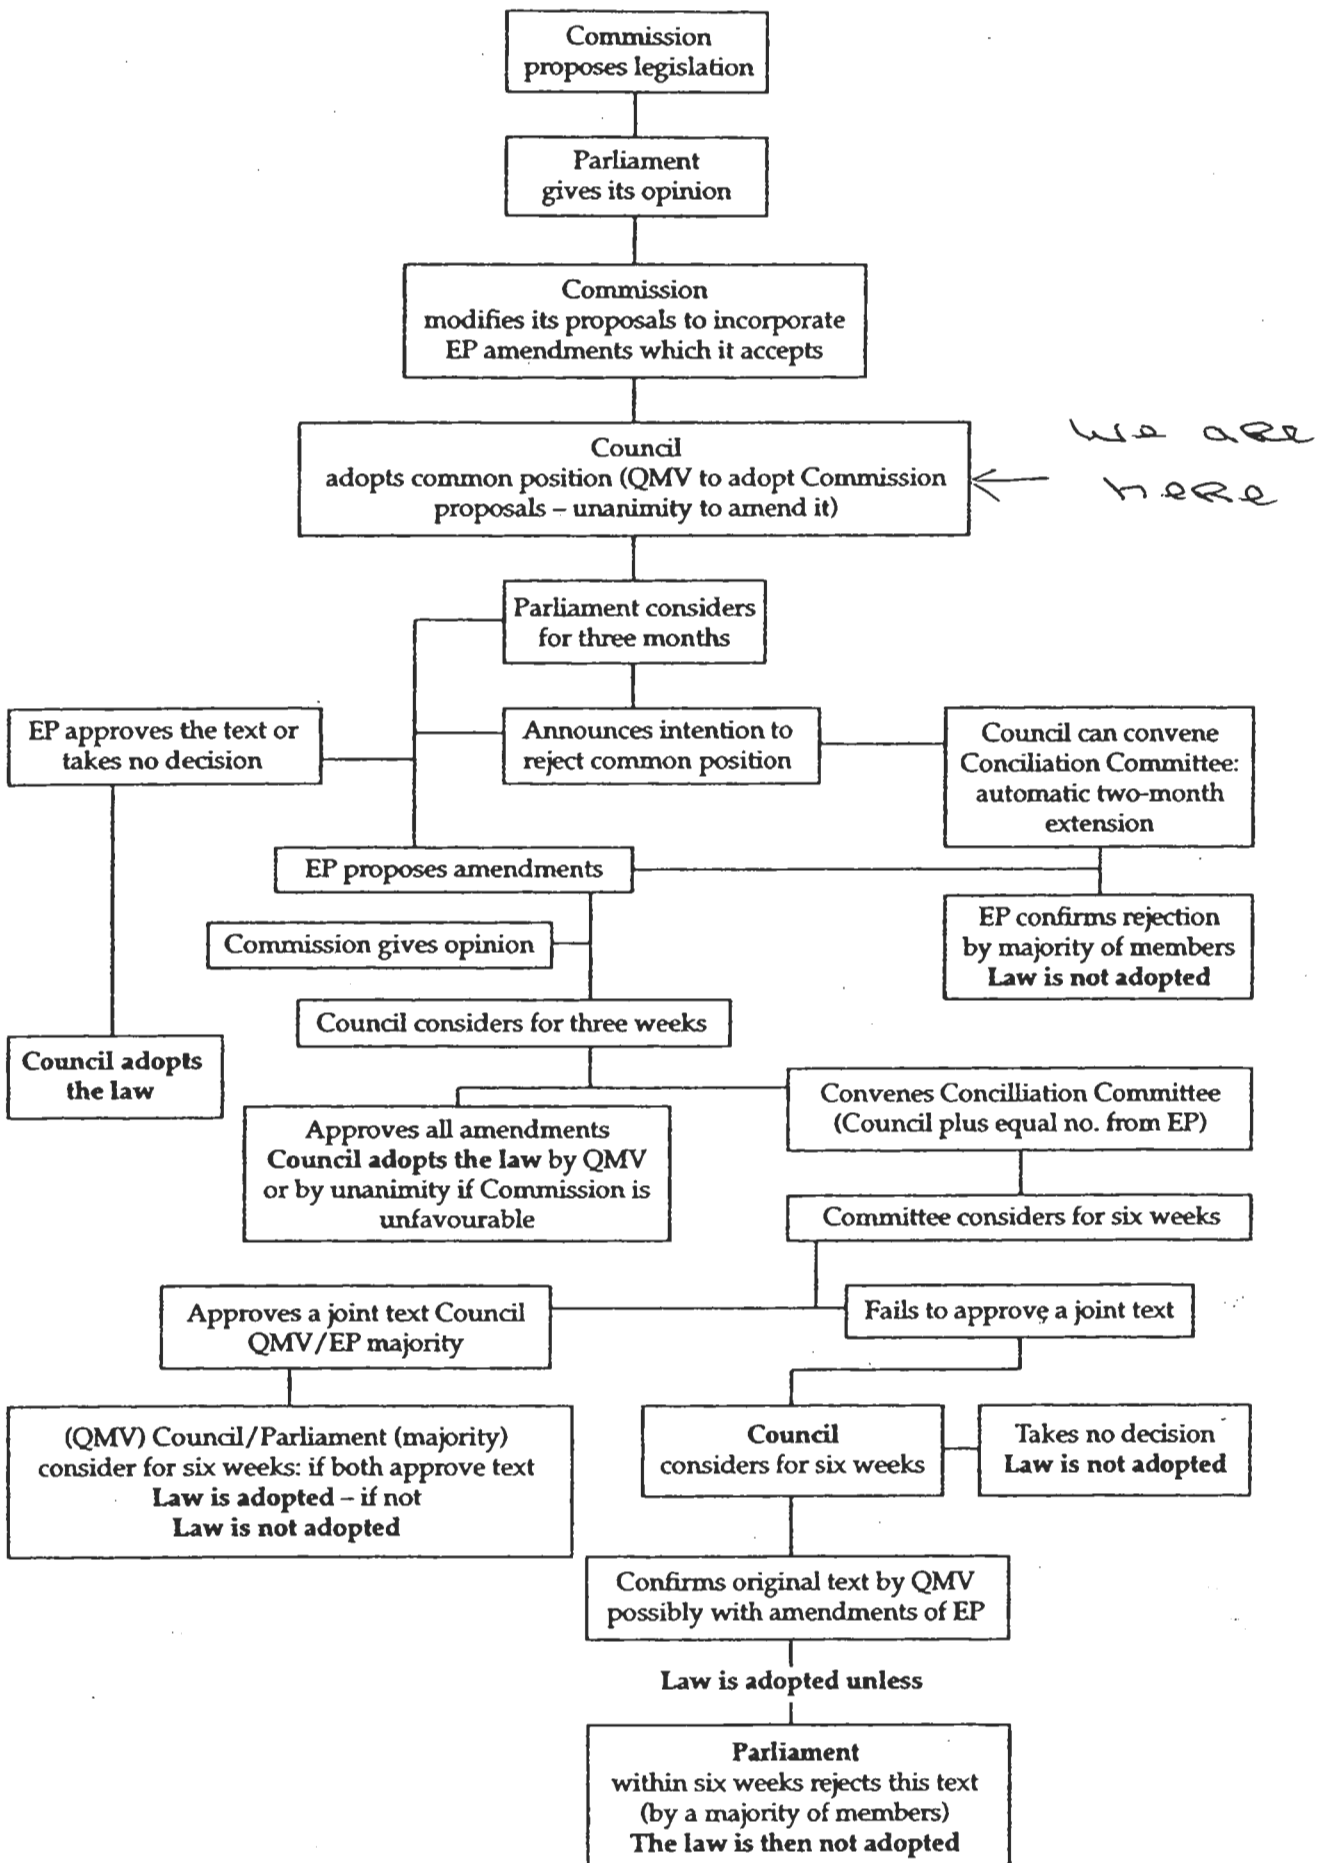 Commission
proposes legislation
Parliament
gives its opinion
Commission
modifies its proposals to incorporate
EP amendments which it accepts
Council
adopts common position (QMV to adopt Commission
proposals – unanimity to amend it)
we are
here
Parliament considers
for three months
EP approves the text or
takes no decision
Announces intention to
reject common position
Council can convene
Conciliation Committee:
automatic two-month
extension
EP proposes amendments
EP confirms rejection
by majority of members
Law is not adopted
Commission gives opinion
Council considers for three weeks
Council adopts
the law
Approves all amendments
Council adopts the law by QMV
or by unanimity if Commission is
unfavourable
Convenes Concilliation Committee
(Council plus equal no. from EP)
Committee considers for six weeks
Approves a joint text Council
QMV/EP majority
Fails to approve a joint text
(QMV) Council/Parliament (majority)
consider for six weeks: if both approve text
Law is adopted – if not
Law is not adopted
Council
considers for six weeks
Takes no decision
Law is not adopted
Confirms original text by QMV
possibly with amendments of EP
Law is adopted unless
Parliament
within six weeks rejects this text
(by a majority of members)
The law is then not adopted